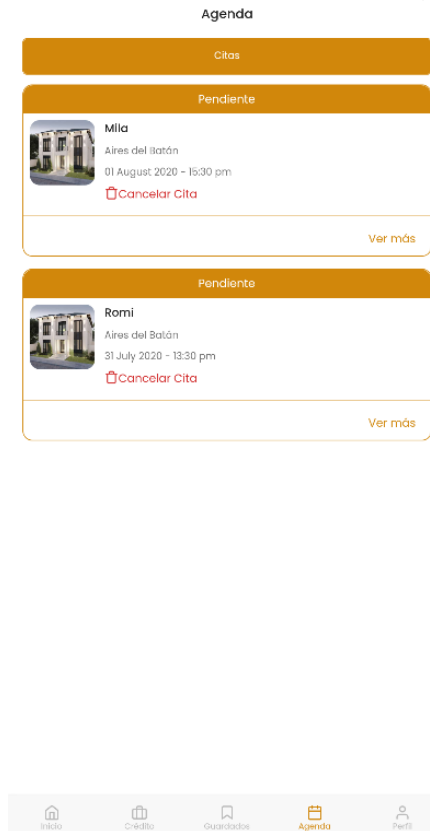 Agenda
Citas
Pendiente
Mila
Aires del Batán
01 August 2020 - 15:30 pm
Cancelar Cita
Ver más
Pendiente
Romi
Aires del Batán
31 July 2020 - 13:30 pm
Cancelar Cita
Ver más
Inicio
Crédito
Guardados
Agenda
Perfil